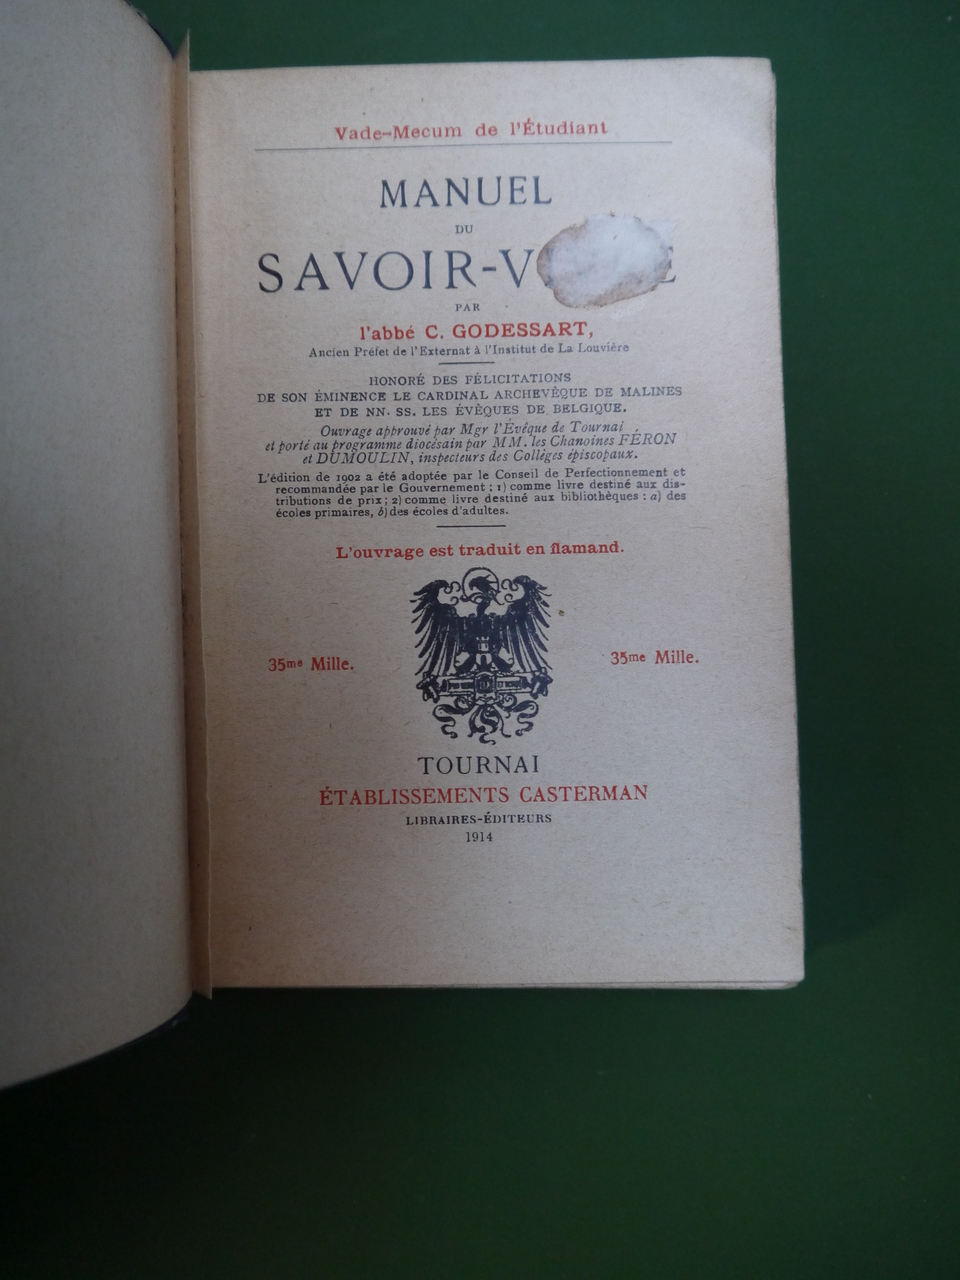 Vade-Mecum de l'Étudiant
MANUEL
DU
SAVOIR-V
PAR
l'abbé C. GODESSART,
Ancien Préfet de l'Externat à l'Institut de La Louvière
HONORÉ DES FÉLICITATIONS
DE SON ÉMINENCE LE CARDINAL ARCHEVÊQUE DE MALINES
ET DE NN. SS. LES ÉVÊQUES DE BELGIQUE.
Ouvrage approuvé par Mgr l'Évêque de Tournai
et porté au programme diocésain par MM. les Chanoines FÉRON
et DUMOULIN, inspecteurs des Collèges épiscopaux.
L'édition de 1902 a été adoptée par le Conseil de Perfectionnement et
recommandée par le Gouvernement : 1) comme livre destiné aux dis-
tributions de prix ; 2) comme livre destiné aux bibliothèques : a) des
écoles primaires, b) des écoles d'adultes.
L'ouvrage est traduit en flamand.
35me Mille. 35me Mille.
TOURNAI
ÉTABLISSEMENTS CASTERMAN
LIBRAIRES-ÉDITEURS
1914